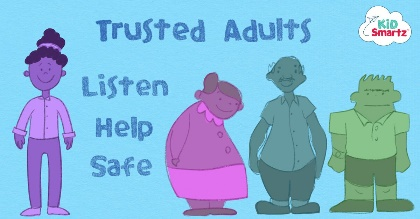 Trusted Adults
KiD
Smartz
Listen
Help
Safe